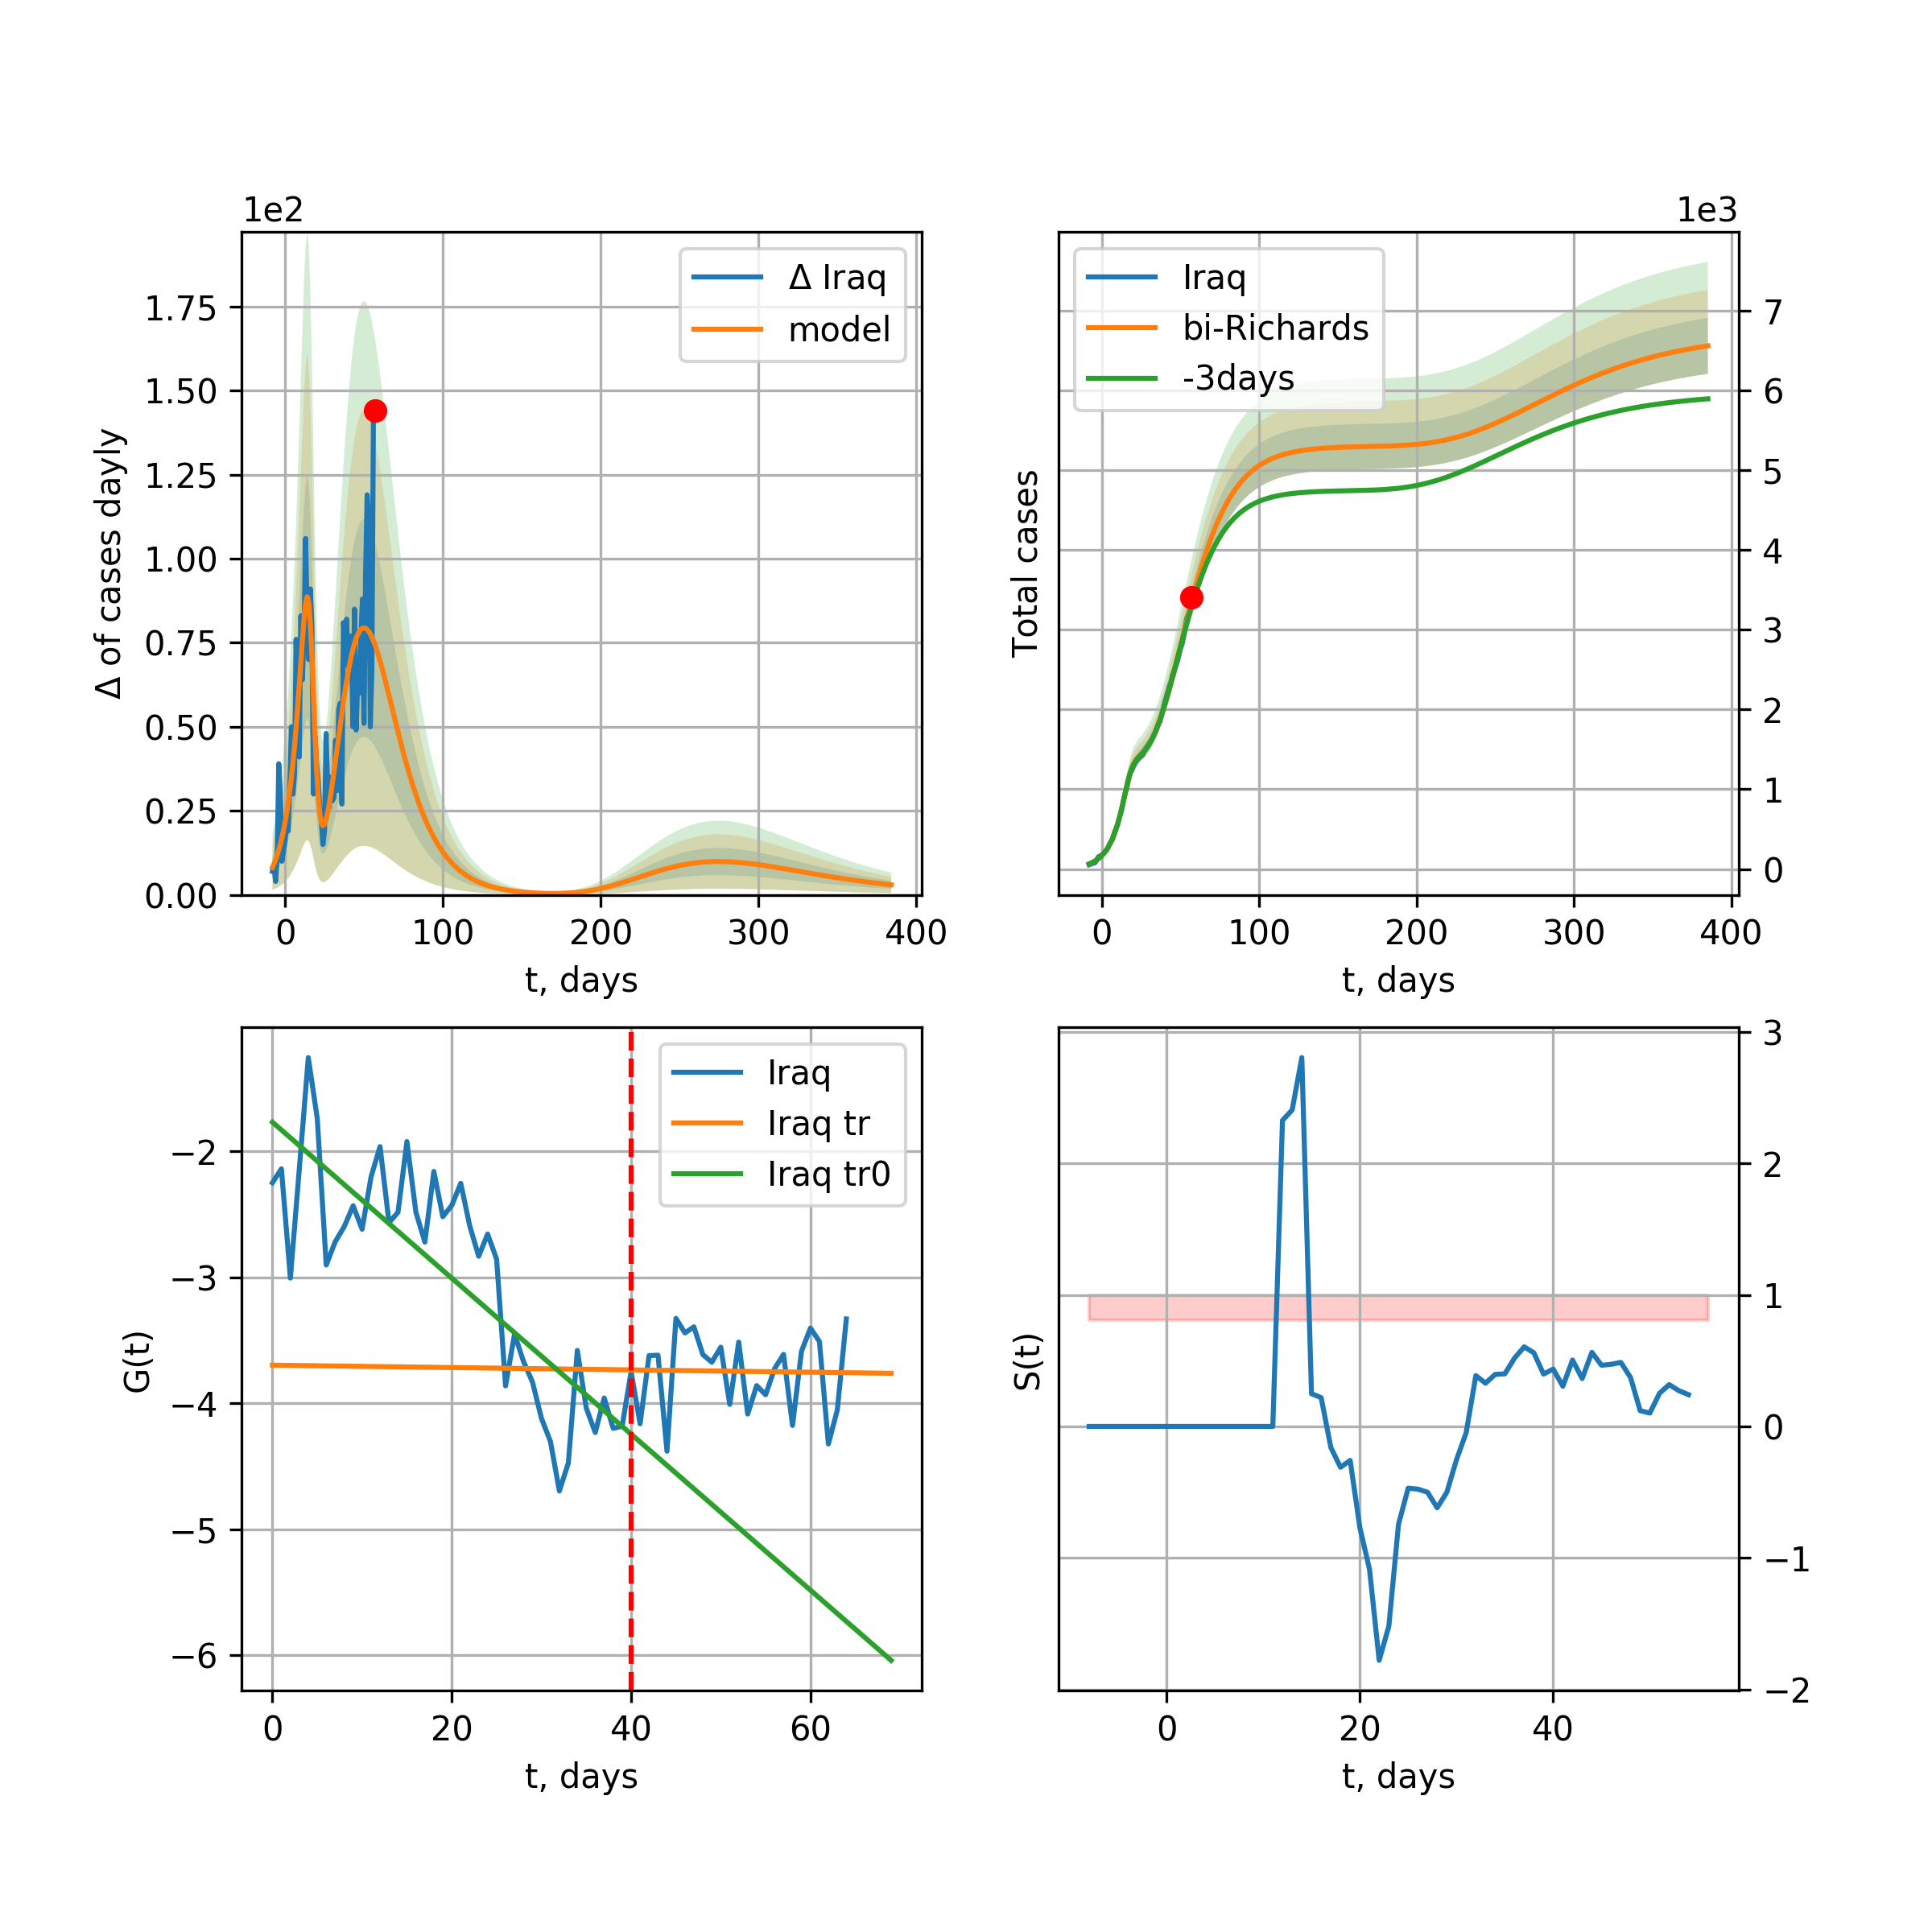 1e2
Δ of cases dayly
1.75
1.50
1.25
1.00
0.75
0.50
0.25
0.00
0 100 200 300 400
t, days
Δ Iraq
model
1e3
Total cases
7
6
5
4
3
2
1
0
0 100 200 300 400
t, days
Iraq
bi-Richards
-3days
G(t)
−2
−3
−4
−5
−6
0 20 40 60
t, days
Iraq
Iraq tr
Iraq tr0
S(t)
3
2
1
0
−1
−2
0 20 40
t, days